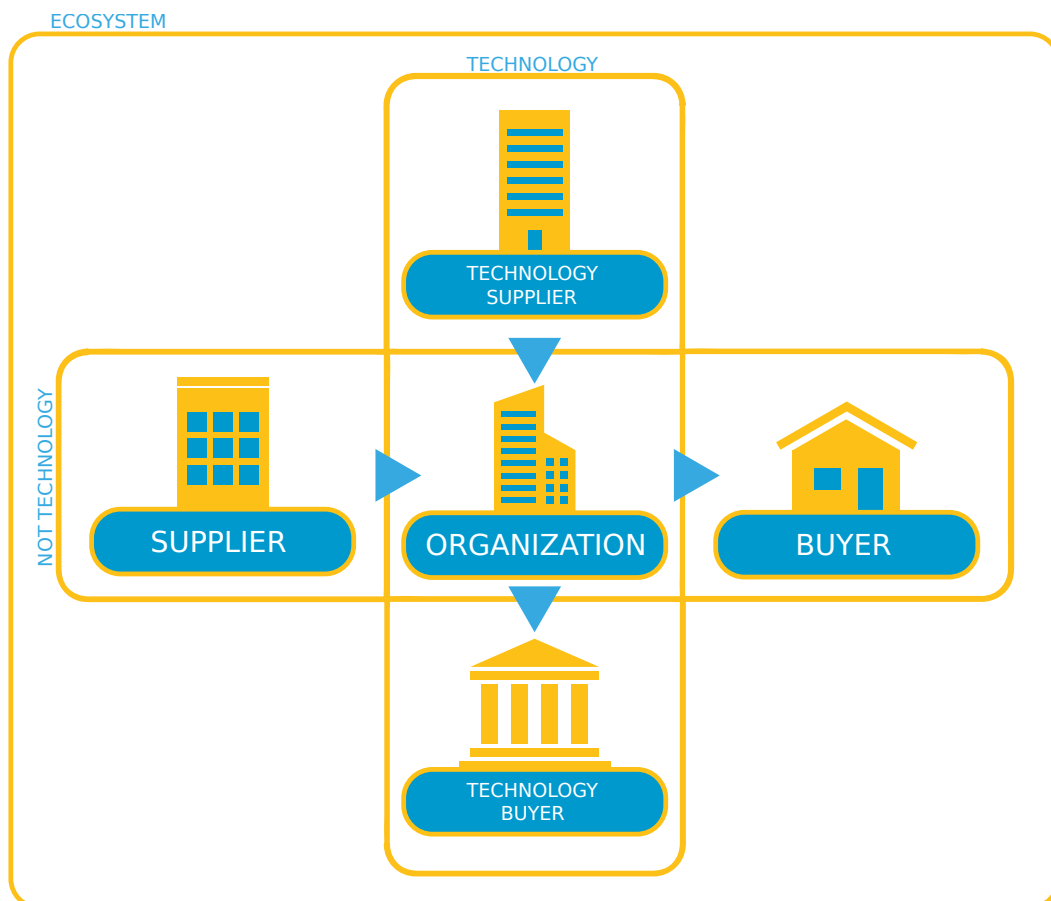 ECOSYSTEM
TECHNOLOGY
TECHNOLOGY
SUPPLIER
NOT TECHNOLOGY
SUPPLIER
ORGANIZATION
BUYER
TECHNOLOGY
BUYER